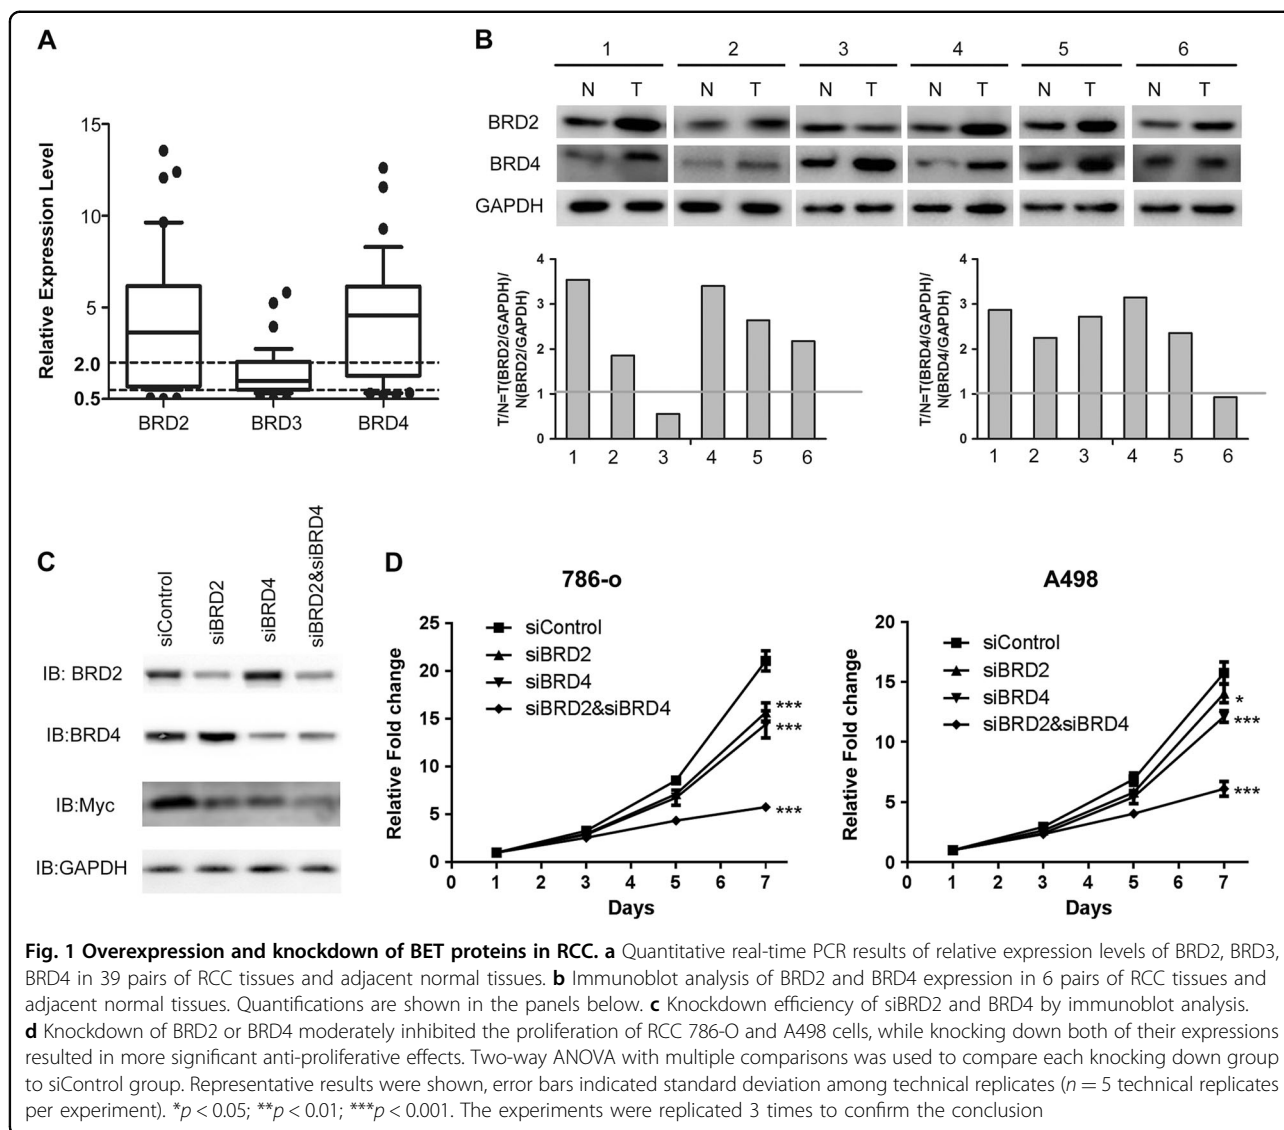 A
Relative Expression Level
15
10
5
2.0
0.5
BRD2 BRD3 BRD4
B
1 2 3 4 5 6
N T N T N T N T N T N T
BRD2
BRD4
GAPDH
T/N=T/(BRD2/GAPDH)/
N(BRD2/GAPDH)
4
3
2
1
0
1 2 3 4 5 6
T/N=T/(BRD4/GAPDH)/
N(BRD4/GAPDH)
4
3
2
1
0
1 2 3 4 5 6
C
siControl
siBRD2
siBRD4
siBRD2&siBRD4
IB: BRD2
IB:BRD4
IB:Myc
IB:GAPDH
D
786-o
Relative Fold change
25
20
15
10
5
0
siControl
siBRD2
siBRD4
siBRD2&siBRD4
***
***
***
0 1 2 3 4 5 6 7
Days
A498
Relative Fold change
20
15
10
5
0
siControl
siBRD2
siBRD4
siBRD2&siBRD4
*
***
***
0 1 2 3 4 5 6 7
Days
Fig. 1 Overexpression and knockdown of BET proteins in RCC. a Quantitative real-time PCR results of relative expression levels of BRD2, BRD3,
BRD4 in 39 pairs of RCC tissues and adjacent normal tissues. b Immunoblot analysis of BRD2 and BRD4 expression in 6 pairs of RCC tissues and
adjacent normal tissues. Quantifications are shown in the panels below. c Knockdown efficiency of siBRD2 and BRD4 by immunoblot analysis.
d Knockdown of BRD2 or BRD4 moderately inhibited the proliferation of RCC 786-O and A498 cells, while knocking down both of their expressions
resulted in more significant anti-proliferative effects. Two-way ANOVA with multiple comparisons was used to compare each knocking down group
to siControl group. Representative results were shown, error bars indicated standard deviation among technical replicates (n = 5 technical replicates
per experiment). *p < 0.05; **p < 0.01; ***p < 0.001. The experiments were replicated 3 times to confirm the conclusion